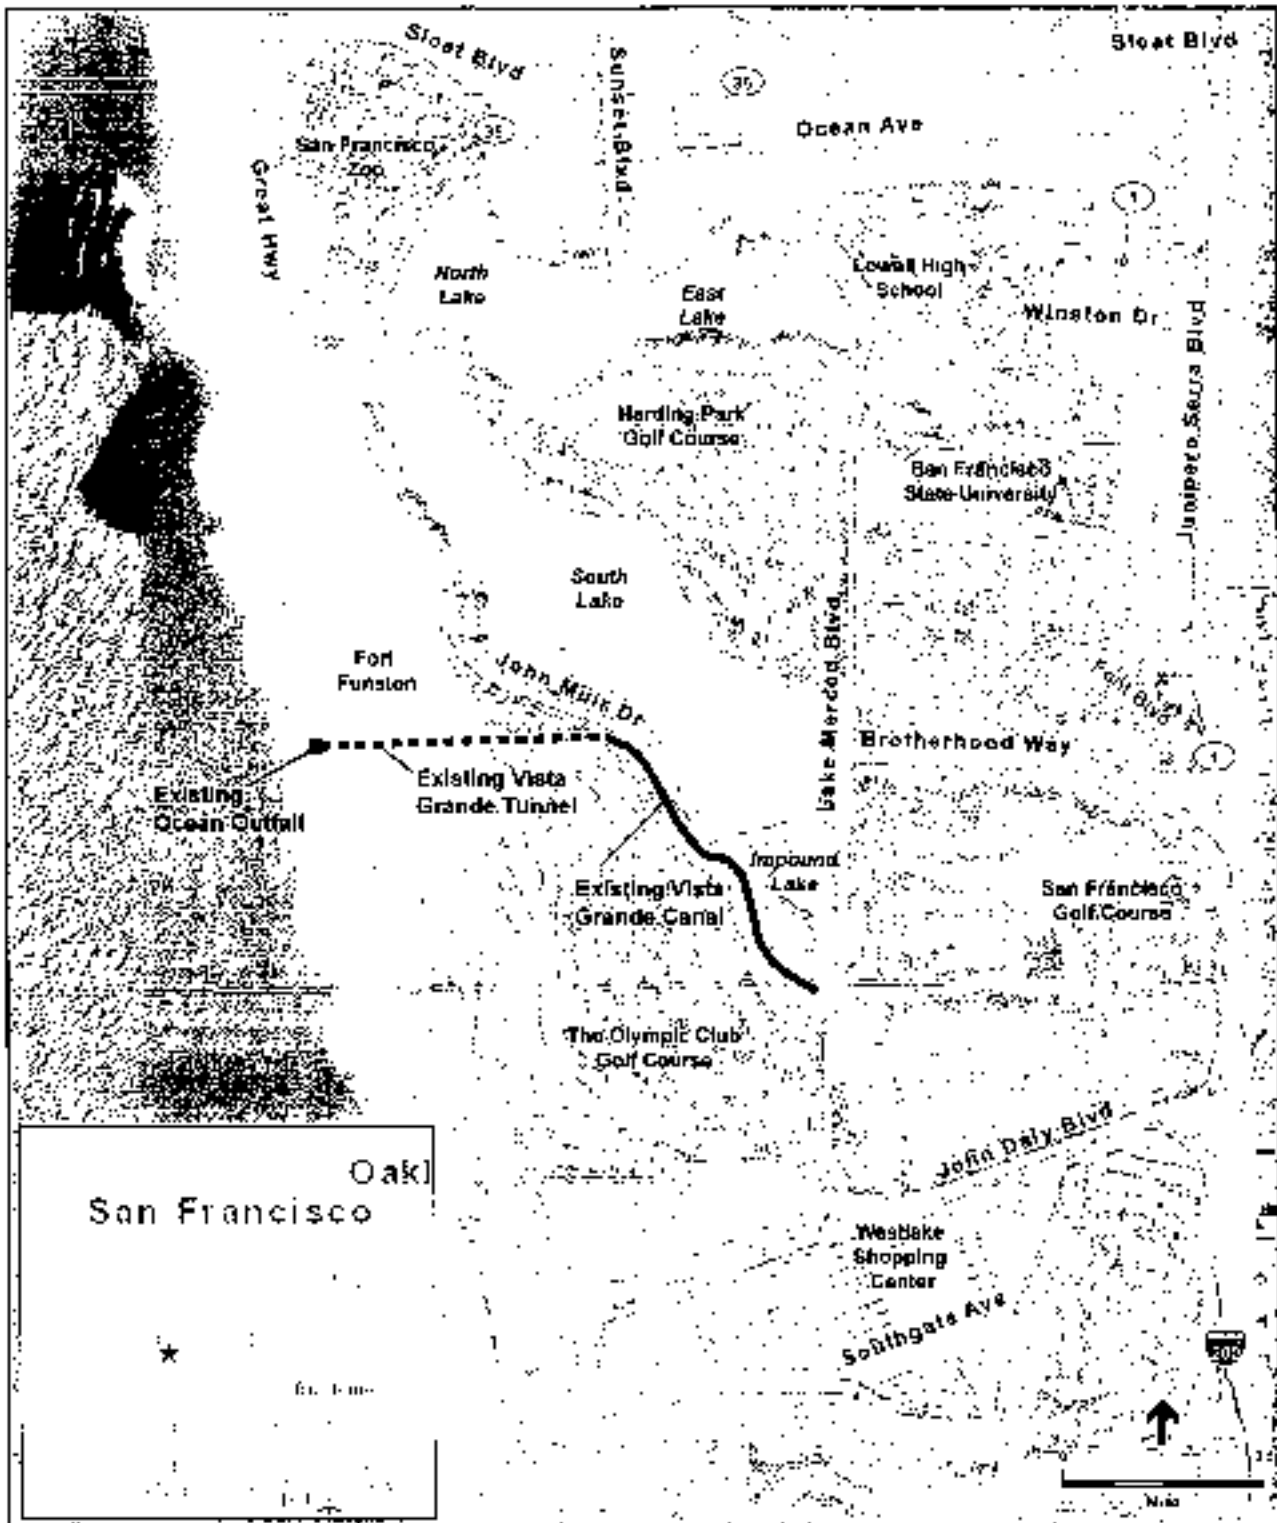 Sloat Blvd
Sloat Blvd
Sunset Blvd
35
Ocean Ave
35
San Francisco
Zoo
Great Hwy
1
North
Lake
East
Lake
Lowell High
School
Winston Dr
Junipero Serra Blvd
Harding Park
Golf Course
San Francisco
State University
South
Lake
Fort
Funston
John Muir Dr
Lake Merced Blvd
Font Blvd
Brotherhood Way
1
Existing
Ocean Outfall
Existing Vista
Grande Tunnel
Existing Vista
Grande Canal
Impound
Lake
San Francisco
Golf Course
The Olympic Club
Golf Course
John Daly Blvd
Westlake
Shopping
Center
Southgate Ave
Oakl
San Francisco
0